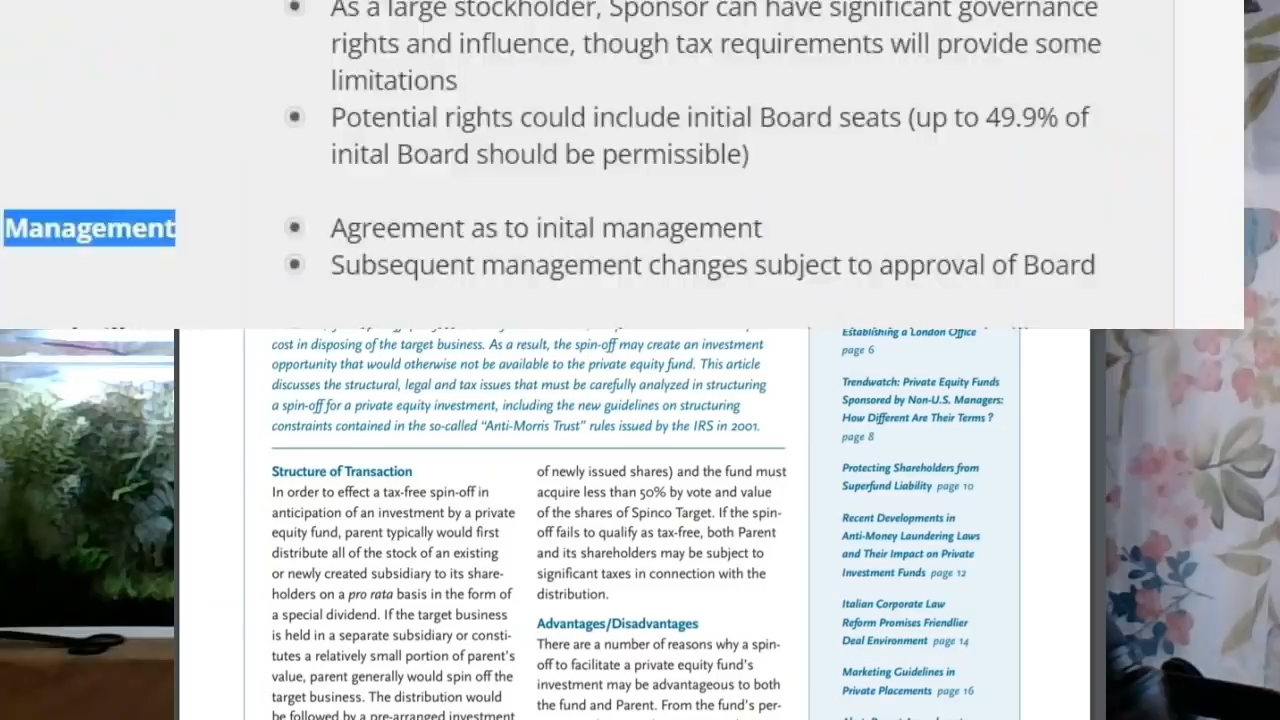 As a large stockholder, Sponsor can have significant governance
rights and influence, though tax requirements will provide some
limitations
Potential rights could include initial Board seats (up to 49.9% of
inital Board should be permissible)
Management
Agreement as to inital management
Subsequent management changes subject to approval of Board
cost in disposing of the target business. As a result, the spin-off may create an investment
opportunity that would otherwise not be available to the private equity fund. This article
discusses the structural, legal and tax issues that must be carefully analyzed in structuring
a spin-off for a private equity investment, including the new guidelines on structuring
constraints contained in the so-called “Anti-Morris Trust” rules issued by the IRS in 2001.
Structure of Transaction
In order to effect a tax-free spin-off in
anticipation of an investment by a private
equity fund, parent typically would first
distribute all of the stock of an existing
or newly created subsidiary to its share-
holders on a pro rata basis in the form of
a special dividend. If the target business
is held in a separate subsidiary or consti-
tutes a relatively small portion of parent's
value, parent generally would spin off the
target business. The distribution would
be followed by a pre-arranged investment
of newly issued shares) and the fund must
acquire less than 50% by vote and value
of the shares of Spinco Target. If the spin-
off fails to qualify as tax-free, both Parent
and its shareholders may be subject to
significant taxes in connection with the
distribution.
Advantages/Disadvantages
There are a number of reasons why a spin-
off to facilitate a private equity fund's
investment may be advantageous to both
the fund and Parent. From the fund's per-
Establishing a London Office
page 6
Trendwatch: Private Equity Funds
Sponsored by Non-U.S. Managers:
How Different Are Their Terms ?
page 8
Protecting Shareholders from
Superfund Liability page 10
Recent Developments in
Anti-Money Laundering Laws
and Their Impact on Private
Investment Funds page 12
Italian Corporate Law
Reform Promises Friendlier
Deal Environment page 14
Marketing Guidelines in
Private Placements page 16